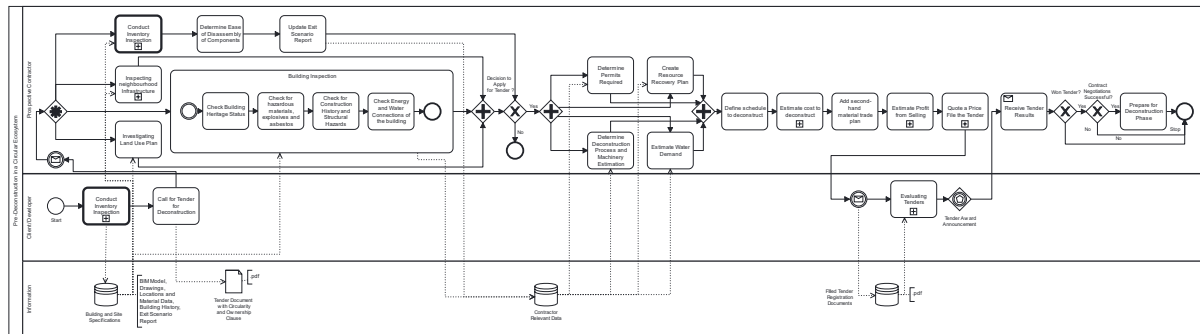 Pre-Deconstruction in a Circular Ecosystem
Prospective Contractor
Conduct
Inventory
Inspection
Determine Ease
of Disassembly
of Components
Update Exit
Scenario
Report
Inspecting
neighbourhood
Infrastructure
Investigating
Land Use Plan
Building Inspection
Check Building
Heritage Status
Check for
hazardous
materials,
explosives and
asbestos
Check for
Construction
History and
Structural
Hazards
Check Energy
and Water
Connections of
the building
Decision to
Apply
for Tender ?
Yes
No
Determine
Permits
Required
Create
Resource
Recovery Plan
Determine
Deconstruction
Process and
Machinery
Estimation
Estimate Water
Demand
Define schedule
to deconstruct
Estimate cost to
deconstruct
Add second-
hand
material trade
plan
Estimate Profit
from Selling
Quote a Price
File the Tender
Receive Tender
Results
Won Tender?
Yes
No
Contract
Negotiations
Successful?
Yes
No
Prepare for
Deconstruction
Phase
Stop
Client/Developer
Start
Conduct
Inventory
Inspection
Call for Tender
for
Deconstruction
Evaluating
Tenders
Tender Award
Announcement
Information
Building and Site
Specifications
BIM Model,
Drawings,
Locations and
Material Data,
Building History,
Exit Scenario
Report
.pdf
Tender Document
with Circularity
and Ownership
Clause
Contractor
Relevant Data
Filled Tender
Registration
Documents
.pdf